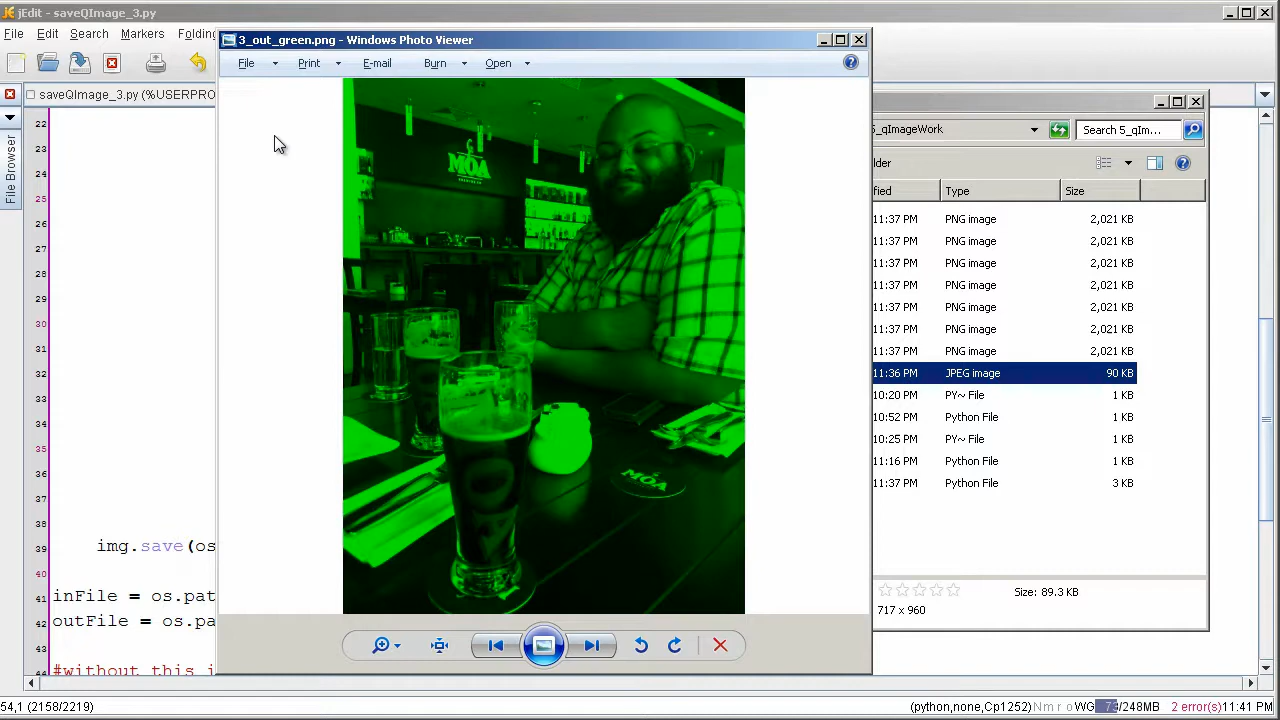 jEdit - saveQImage_3.py
File Edit Search Markers Folding
3_out_green.png - Windows Photo Viewer
File Print E-mail Burn Open
saveQImage_3.py (%USERPRO
5_qImageWork
Search 5_qIm...
lder
ified Type Size
File Browser
MOA
MOA
22
23
24
25
26
27
28
29
30
31
32
33
34
35
36
37
38
39 img.save(os
40
41 inFile = os.pat
42 outFile = os.pa
43
44 #without this i
11:37 PM PNG image 2,021 KB
11:37 PM PNG image 2,021 KB
11:37 PM PNG image 2,021 KB
11:37 PM PNG image 2,021 KB
11:37 PM PNG image 2,021 KB
11:37 PM PNG image 2,021 KB
11:37 PM PNG image 2,021 KB
11:36 PM JPEG image 90 KB
10:20 PM PY~ File 1 KB
10:52 PM Python File 1 KB
10:25 PM PY~ File 1 KB
11:16 PM Python File 1 KB
11:37 PM Python File 3 KB
Size: 89.3 KB
717 x 960
54,1 (2158/2219)
(python,none,Cp1252) N m r o WG 73/248MB 2 error(s) 11:41 PM